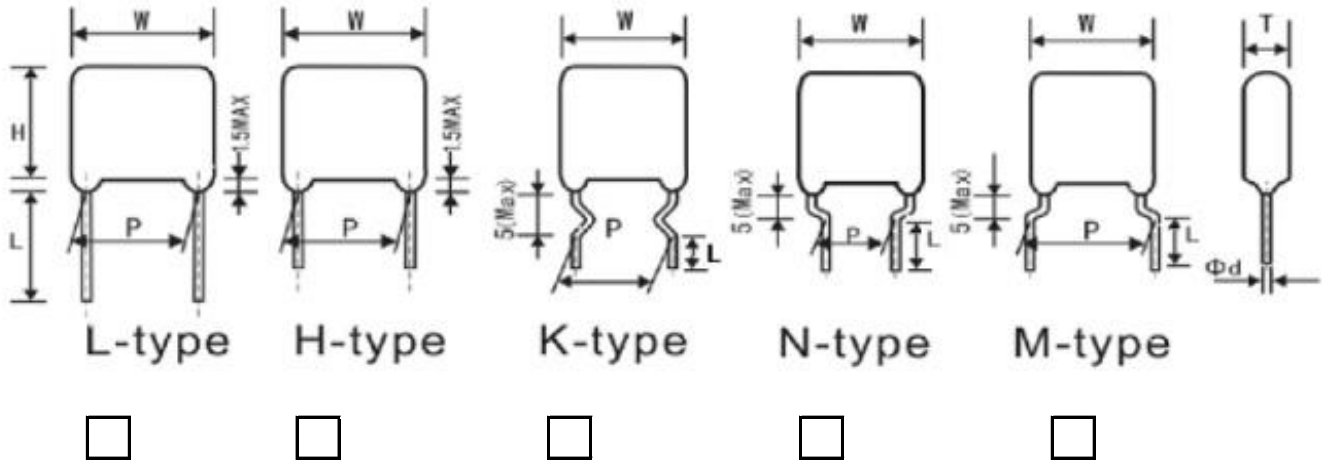 W W W W W T
H 1.5MAX 1.5MAX 5(Max) 5(Max) 5(Max)
L P P P L P L P L Φd
L-type H-type K-type N-type M-type